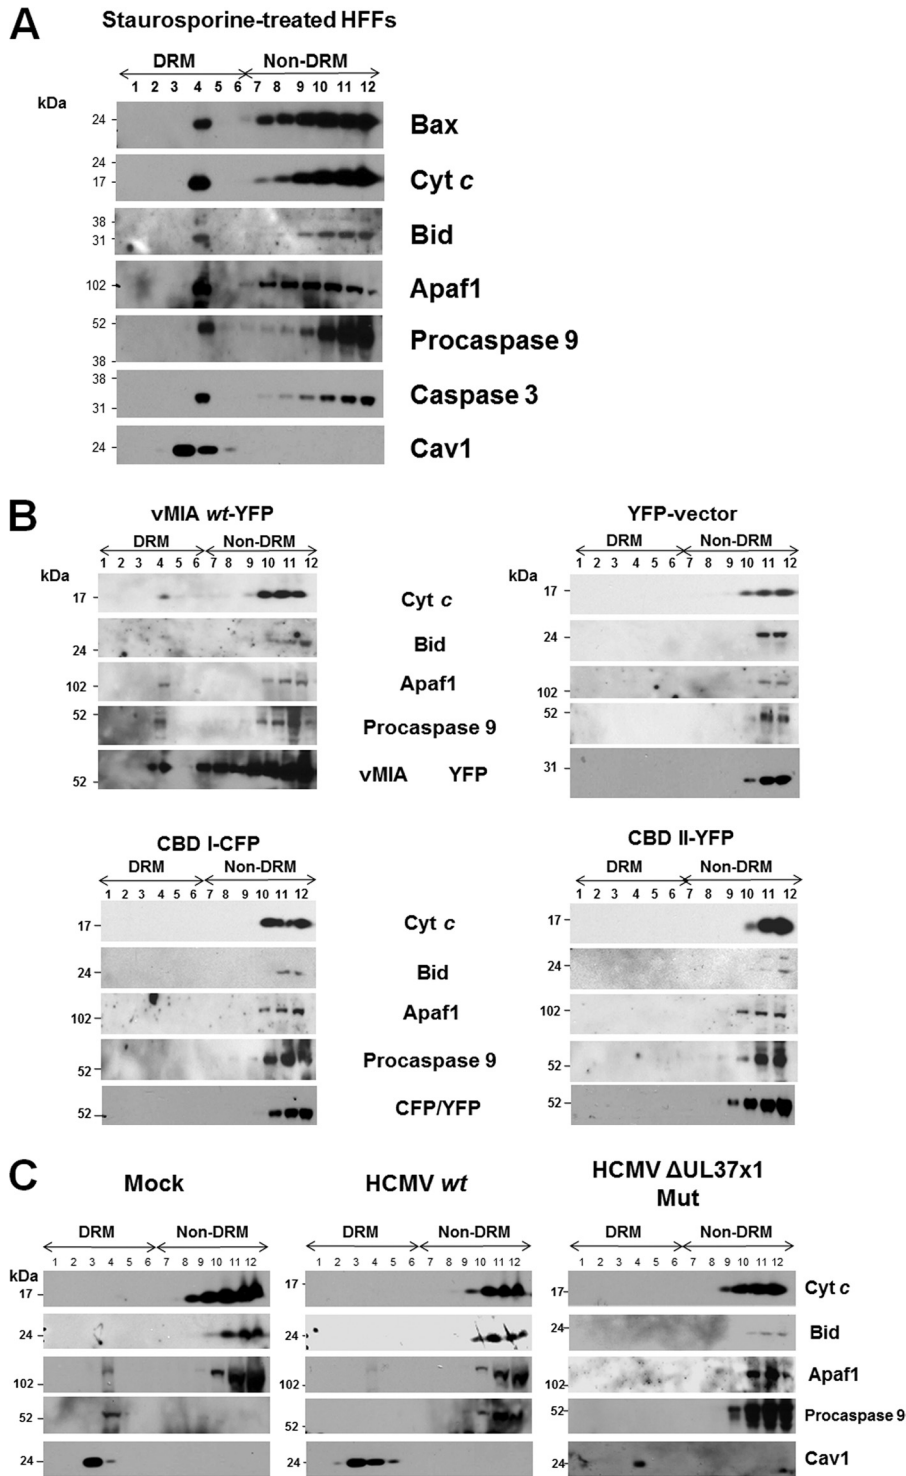 A
Staurosporine-treated HFFs
DRM Non-DRM
1 2 3 4 5 6 7 8 9 10 11 12
kDa
24 Bax
24
17 Cyt c
38
31 Bid
102 Apaf1
52
38 Procaspase 9
38
31 Caspase 3
24 Cav1
B
vMIA wt-YFP YFP-vector
DRM Non-DRM DRM Non-DRM
1 2 3 4 5 6 7 8 9 10 11 12 1 2 3 4 5 6 7 8 9 10 11 12
kDa kDa
17 Cyt c 17
24 Bid 24
102 Apaf1 102
52 Procaspase 9 52
52 vMIA YFP 31
CBD I-CFP CBD II-YFP
DRM Non-DRM DRM Non-DRM
1 2 3 4 5 6 7 8 9 10 11 12 1 2 3 4 5 6 7 8 9 10 11 12
17 Cyt c 17
24 Bid 24
102 Apaf1 102
52 Procaspase 9 52
52 CFP/YFP 52
C
Mock HCMV wt HCMV ΔUL37x1
Mut
DRM Non-DRM DRM Non-DRM DRM Non-DRM
1 2 3 4 5 6 7 8 9 10 11 12 1 2 3 4 5 6 7 8 9 10 11 12 1 2 3 4 5 6 7 8 9 10 11 12
kDa
17 17 17 Cyt c
24 24 24 Bid
102 102 102 Apaf1
52 52 52 Procaspase 9
24 24 24 Cav1